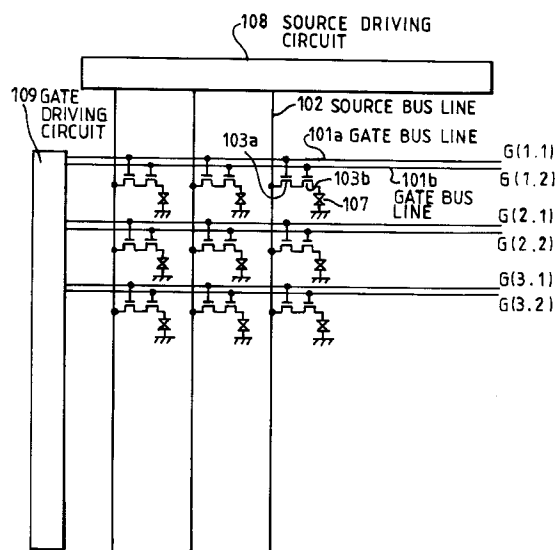 108 SOURCE DRIVING
CIRCUIT
109 GATE
DRIVING
CIRCUIT
102 SOURCE BUS LINE
103a
101a GATE BUS LINE
G(1.1)
103b
101b
GATE BUS
LINE
G(1.2)
107
G(2.1)
G(2.2)
G(3.1)
G(3.2)